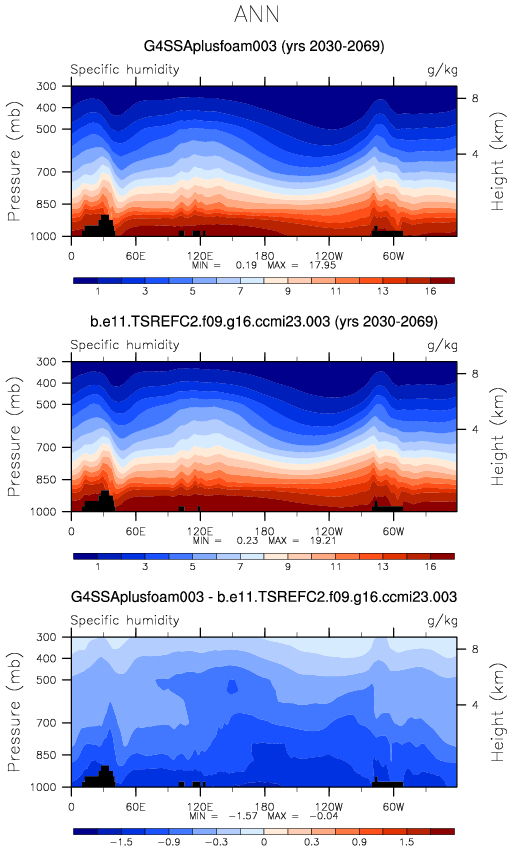 ANN
G4SSAplusfoam003 (yrs 2030-2069)
Specific humidity g/kg
300
400
500
700
850
1000
Pressure (mb)
8
4
Height (km)
0 60E 120E 180 120W 60W
MIN = 0.19 MAX = 17.95
1 3 5 7 9 11 13 16
b.e11.TSREFC2.f09.g16.ccmi23.003 (yrs 2030-2069)
Specific humidity g/kg
300
400
500
700
850
1000
Pressure (mb)
8
4
Height (km)
0 60E 120E 180 120W 60W
MIN = 0.23 MAX = 19.21
1 3 5 7 9 11 13 16
G4SSAplusfoam003 - b.e11.TSREFC2.f09.g16.ccmi23.003
Specific humidity g/kg
300
400
500
700
850
1000
Pressure (mb)
8
4
Height (km)
0 60E 120E 180 120W 60W
MIN = −1.57 MAX = −0.04
−1.5 −0.9 −0.3 0 0.3 0.9 1.5